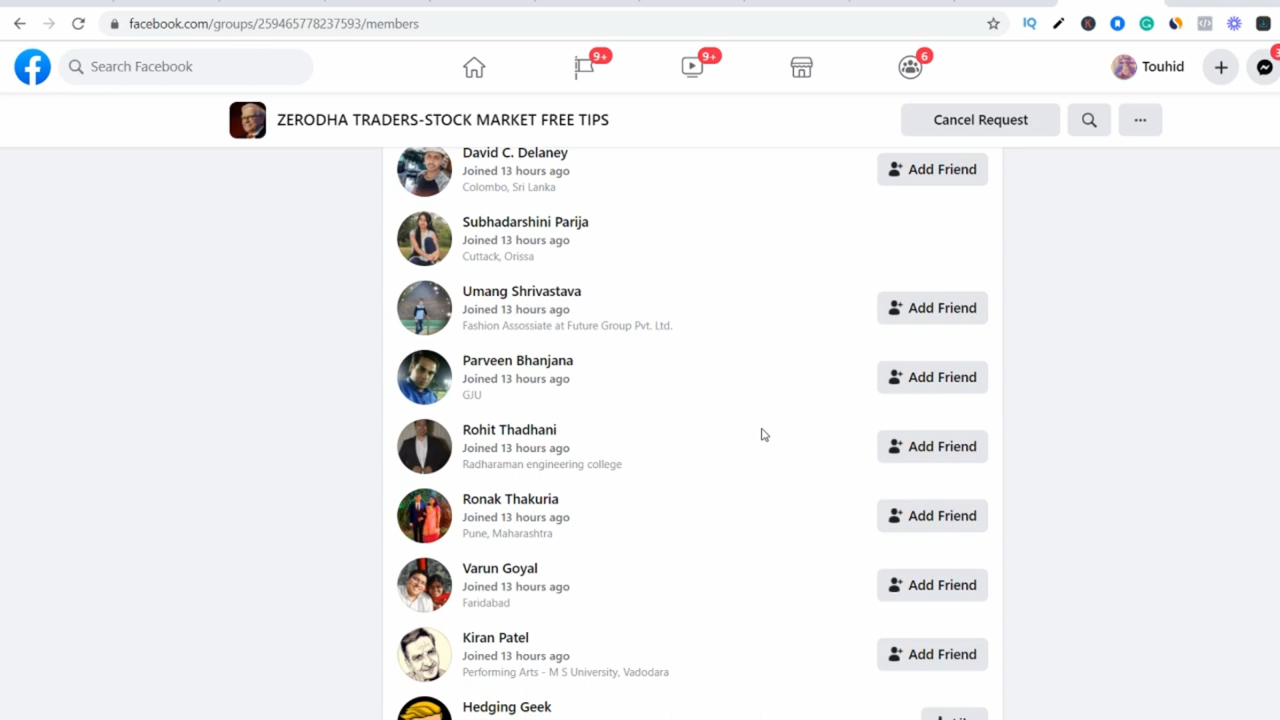 facebook.com/groups/259465778237593/members
IQ
Search Facebook
9+
9+
6
Touhid
ZERODHA TRADERS-STOCK MARKET FREE TIPS
Cancel Request
David C. Delaney
Joined 13 hours ago
Colombo, Sri Lanka
Add Friend
Subhadarshini Parija
Joined 13 hours ago
Cuttack, Orissa
Umang Shrivastava
Joined 13 hours ago
Fashion Assossiate at Future Group Pvt. Ltd.
Add Friend
Parveen Bhanjana
Joined 13 hours ago
GJU
Add Friend
Rohit Thadhani
Joined 13 hours ago
Radharaman engineering college
Add Friend
Ronak Thakuria
Joined 13 hours ago
Pune, Maharashtra
Add Friend
Varun Goyal
Joined 13 hours ago
Faridabad
Add Friend
Kiran Patel
Joined 13 hours ago
Performing Arts - M S University, Vadodara
Add Friend
Hedging Geek